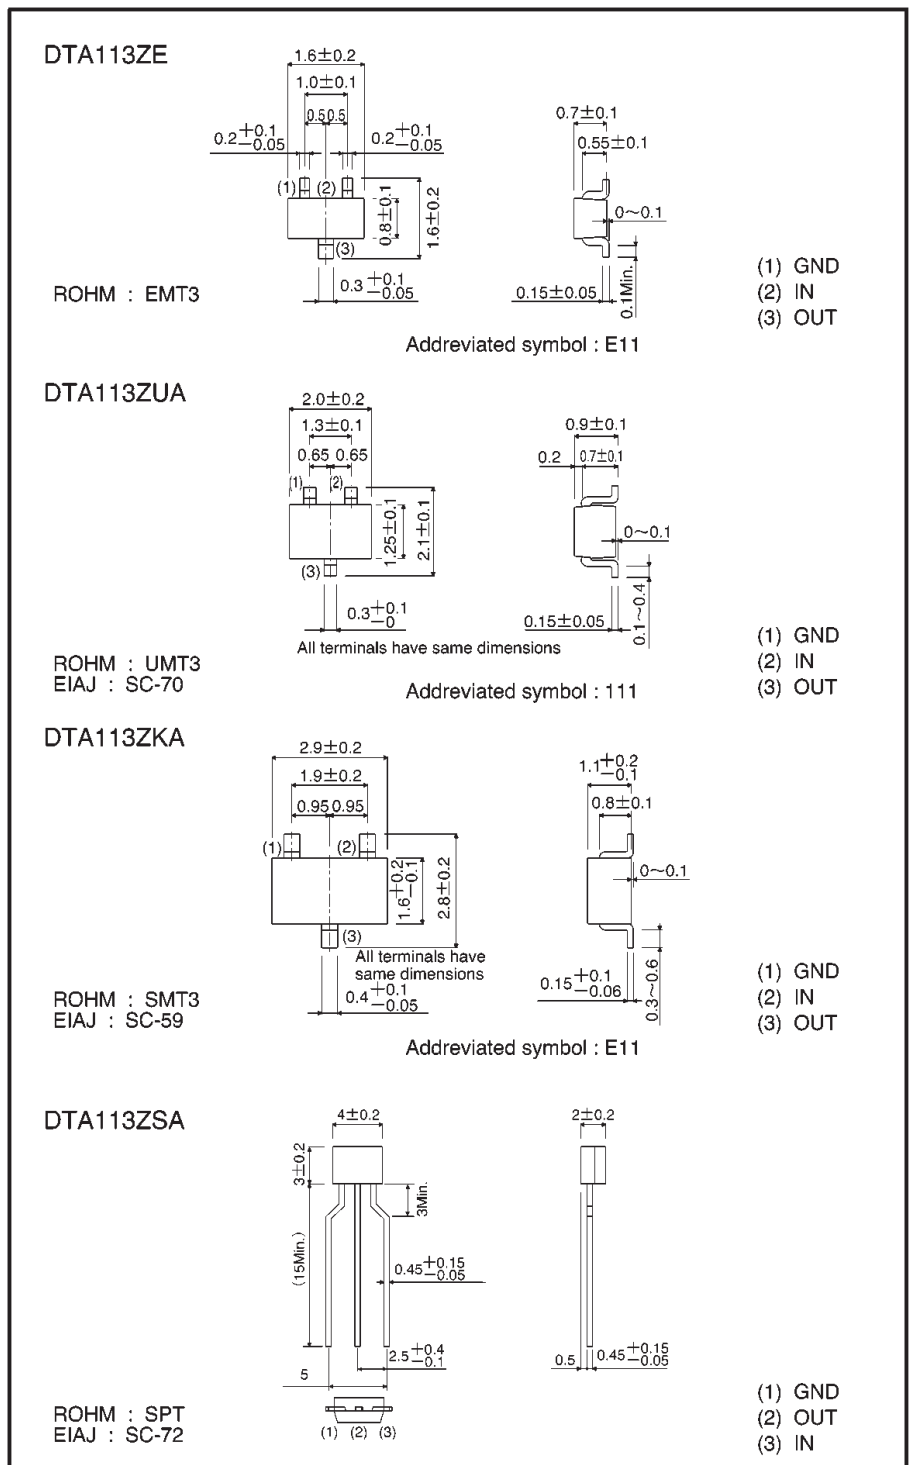 DTA113ZE
1.6±0.2
1.0±0.1
0.5 0.5
0.2+0.1−0.05
0.2+0.1−0.05
(1) (2)
(3)
0.8±0.1
1.6±0.2
0.3+0.1−0.05
0.7±0.1
0.55±0.1
0~0.1
0.15±0.05
0.1Min.
ROHM : EMT3
(1) GND
(2) IN
(3) OUT
Addreviated symbol : E11
DTA113ZUA
2.0±0.2
1.3±0.1
0.65 0.65
(1) (2)
(3)
1.25±0.1
2.1±0.1
0.3+0.1−0
0.9±0.1
0.2 0.7±0.1
0~0.1
0.15±0.05
0.1~0.4
All terminals have same dimensions
ROHM : UMT3
EIAJ : SC-70
(1) GND
(2) IN
(3) OUT
Addreviated symbol : 111
DTA113ZKA
2.9±0.2
1.9±0.2
0.95 0.95
(1) (2)
(3)
1.6+0.2−0.1
2.8±0.2
All terminals have
same dimensions
0.4+0.1−0.05
1.1+0.2−0.1
0.8±0.1
0~0.1
0.15+0.1−0.06
0.3~0.6
ROHM : SMT3
EIAJ : SC-59
(1) GND
(2) IN
(3) OUT
Addreviated symbol : E11
DTA113ZSA
4±0.2
3±0.2
(15Min.)
3Min.
0.45+0.15−0.05
2.5+0.4−0.1
5
(1) (2) (3)
2±0.2
0.5 0.45+0.15−0.05
ROHM : SPT
EIAJ : SC-72
(1) GND
(2) OUT
(3) IN